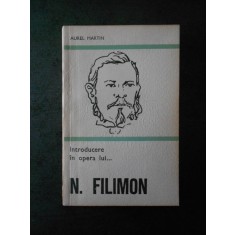 AUREL MARTIN
Introducere
în opera lui...
N. FILIMON